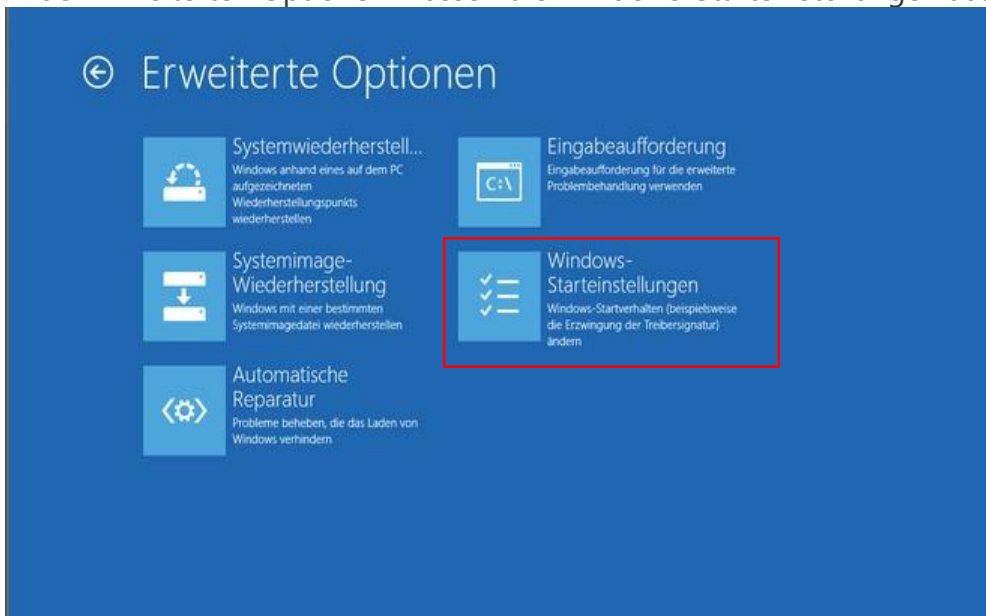 Erweiterte Optionen
Systemwiederherstell...
Windows anhand eines auf dem PC
aufgezeichneten
Wiederherstellungspunkts
wiederherstellen
Systemimage-
Wiederherstellung
Windows mit einer bestimmten
Systemimagedatei wiederherstellen
Automatische
Reparatur
Probleme beheben, die das Laden von
Windows verhindern
Eingabeaufforderung
C:\
Eingabeaufforderung für die erweiterte
Problembehandlung verwenden
Windows-
Starteinstellungen
Windows-Startverhalten (beispielsweise
die Erzwingung der Treibersignatur)
ändern